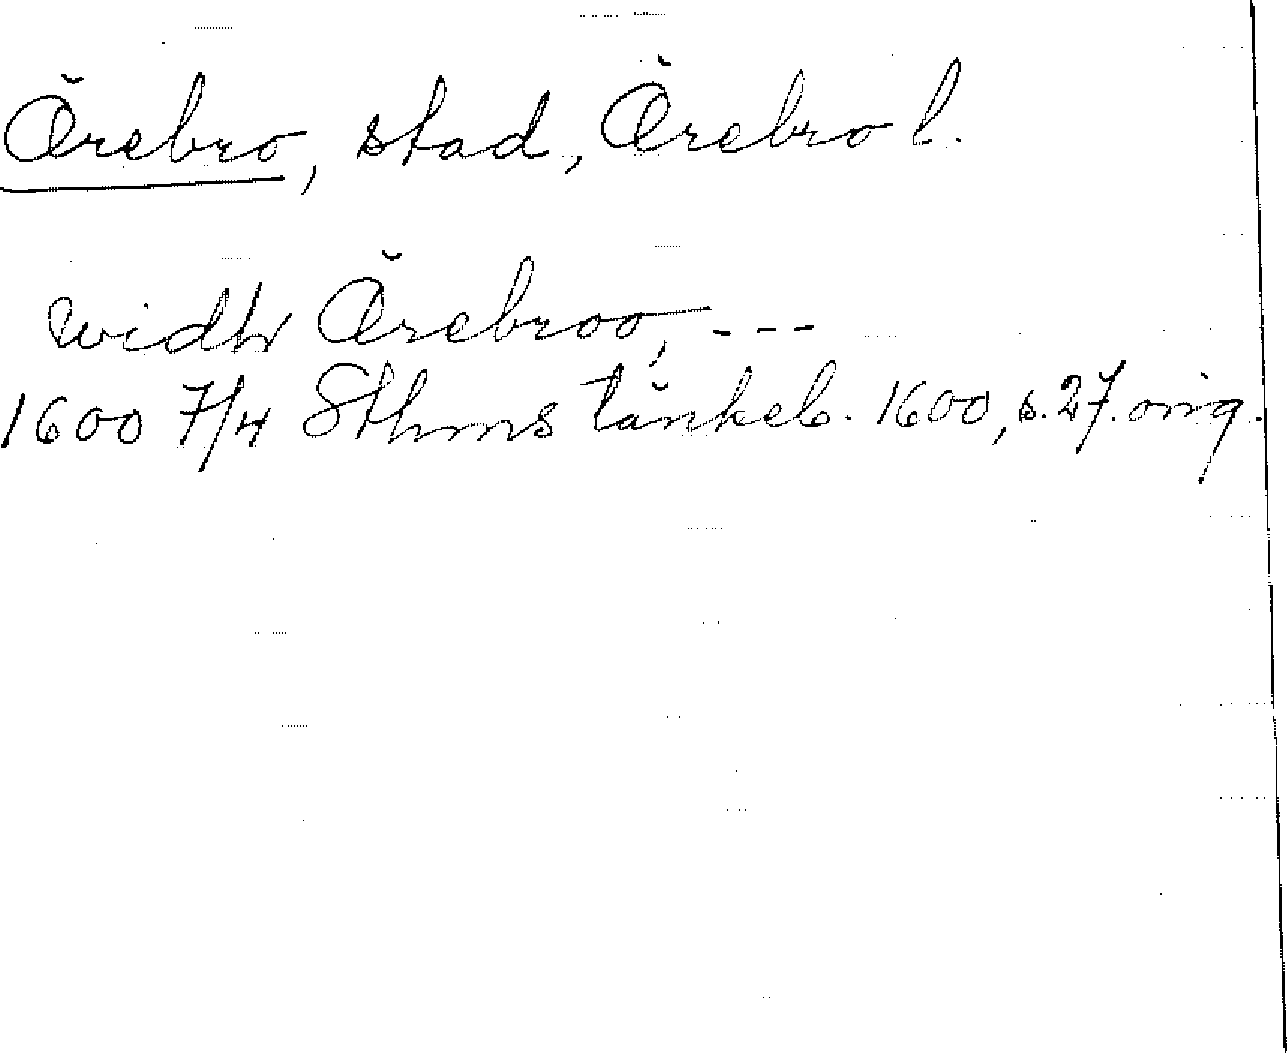 Örebro, stad, Örebro l.
widh Örebroo, ---
1600 7/4 Sthms tänkeb. 1600, s. 27. orig.